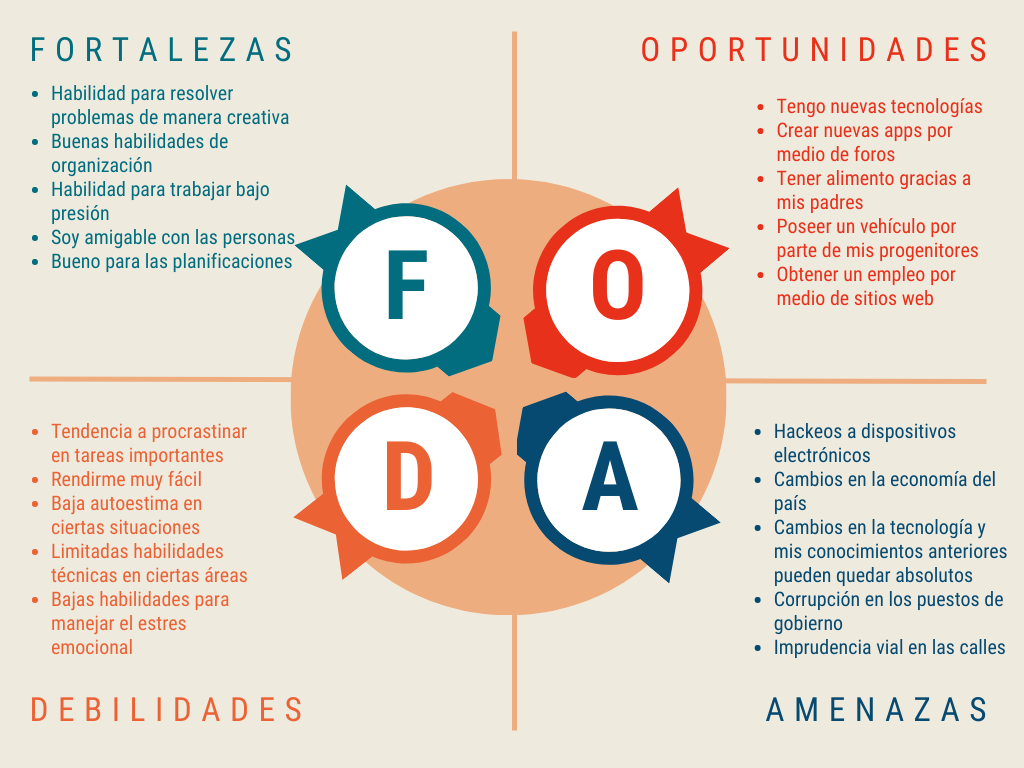 FORTALEZAS
• Habilidad para resolver
problemas de manera creativa
• Buenas habilidades de
organización
• Habilidad para trabajar bajo
presión
• Soy amigable con las personas
• Bueno para las planificaciones
OPORTUNIDADES
• Tengo nuevas tecnologías
• Crear nuevas apps por
medio de foros
• Tener alimento gracias a
mis padres
• Poseer un vehículo por
parte de mis progenitores
• Obtener un empleo por
medio de sitios web
F
O
D
A
• Tendencia a procrastinar
en tareas importantes
• Rendirme muy fácil
• Baja autoestima en
ciertas situaciones
• Limitadas habilidades
técnicas en ciertas áreas
• Bajas habilidades para
manejar el estres
emocional
DEBILIDADES
• Hackeos a dispositivos
electrónicos
• Cambios en la economía del
país
• Cambios en la tecnología y
mis conocimientos anteriores
pueden quedar absolutos
• Corrupción en los puestos de
gobierno
• Imprudencia vial en las calles
AMENAZAS